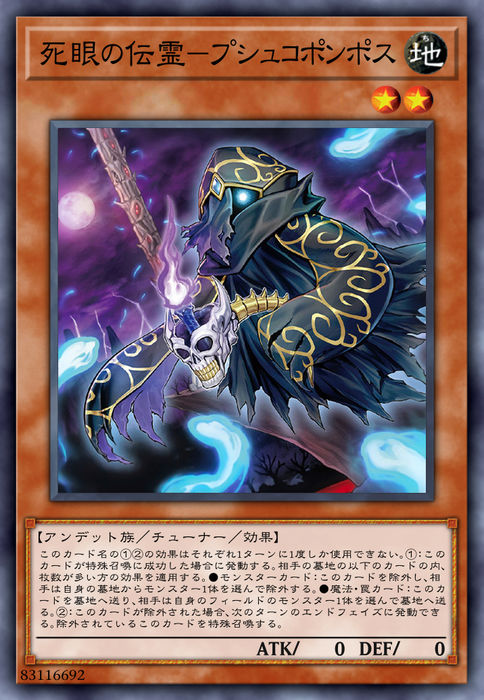 死眼の伝霊－プシュコポンポス
ち
地
【アンデット族／チューナー／効果】
このカード名の①②の効果はそれぞれ1ターンに1度しか使用できない。①:この
カードが特殊召喚に成功した場合に発動する。相手の墓地の以下のカードの内、
枚数が多い方の効果を適用する。●モンスターカード:このカードを除外し、相手
は自身の墓地からモンスター1体を選んで除外する。●魔法・罠カード:このカー
ドを墓地へ送り、相手は自身のフィールドのモンスター1体を選んで墓地へ送
る。②:このカードが除外された場合、次のターンのエンドフェイズに発動でき
る。除外されているこのカードを特殊召喚する。
ATK/ 0 DEF/ 0
83116692